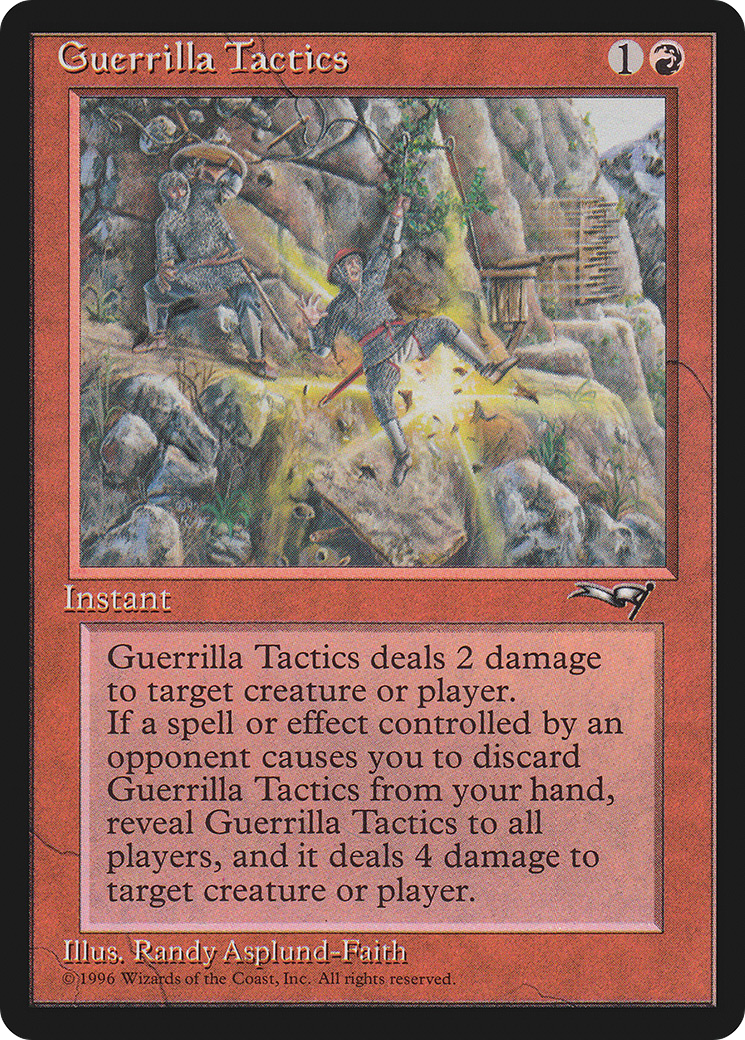 Guerrilla Tactics 1
Instant
Guerrilla Tactics deals 2 damage
to target creature or player.
If a spell or effect controlled by an
opponent causes you to discard
Guerrilla Tactics from your hand,
reveal Guerrilla Tactics to all
players, and it deals 4 damage to
target creature or player.
Illus. Randy Asplund-Faith
©1996 Wizards of the Coast, Inc. All rights reserved.